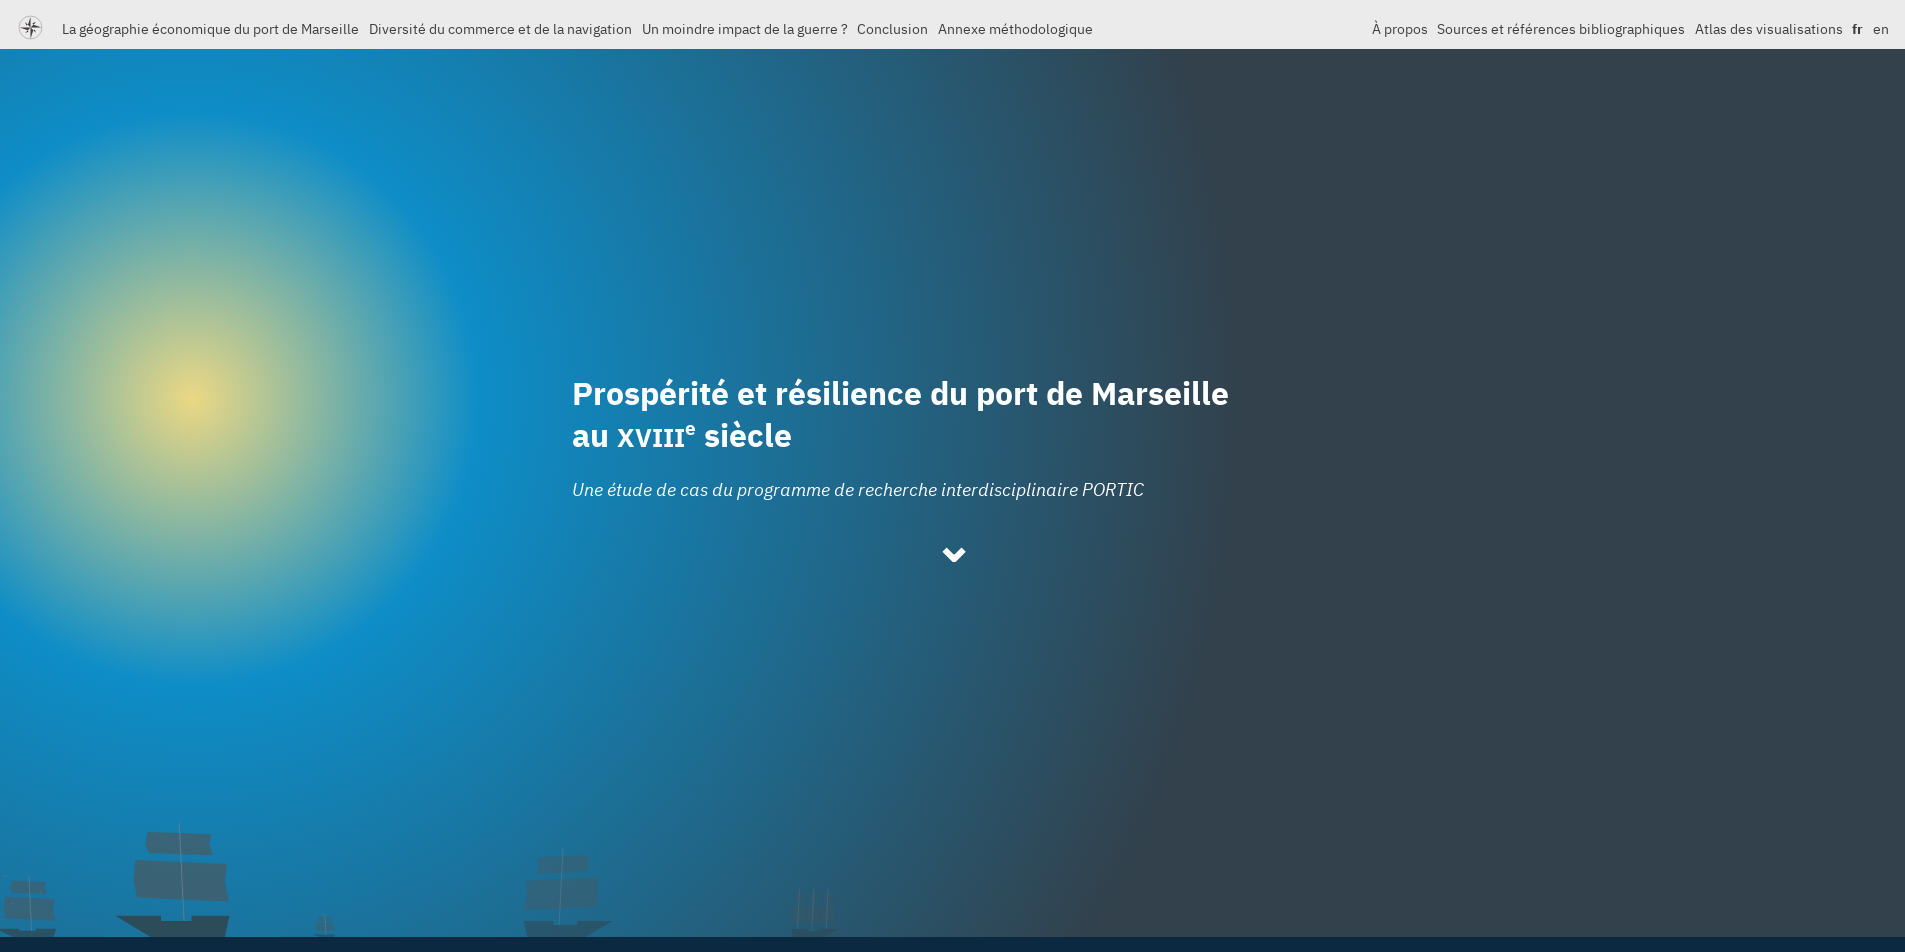 La géographie économique du port de Marseille Diversité du commerce et de la navigation Un moindre impact de la guerre ? Conclusion Annexe méthodologique À propos Sources et références bibliographiques Atlas des visualisations fr en
Prospérité et résilience du port de Marseille
au XVIIIe siècle
Une étude de cas du programme de recherche interdisciplinaire PORTIC